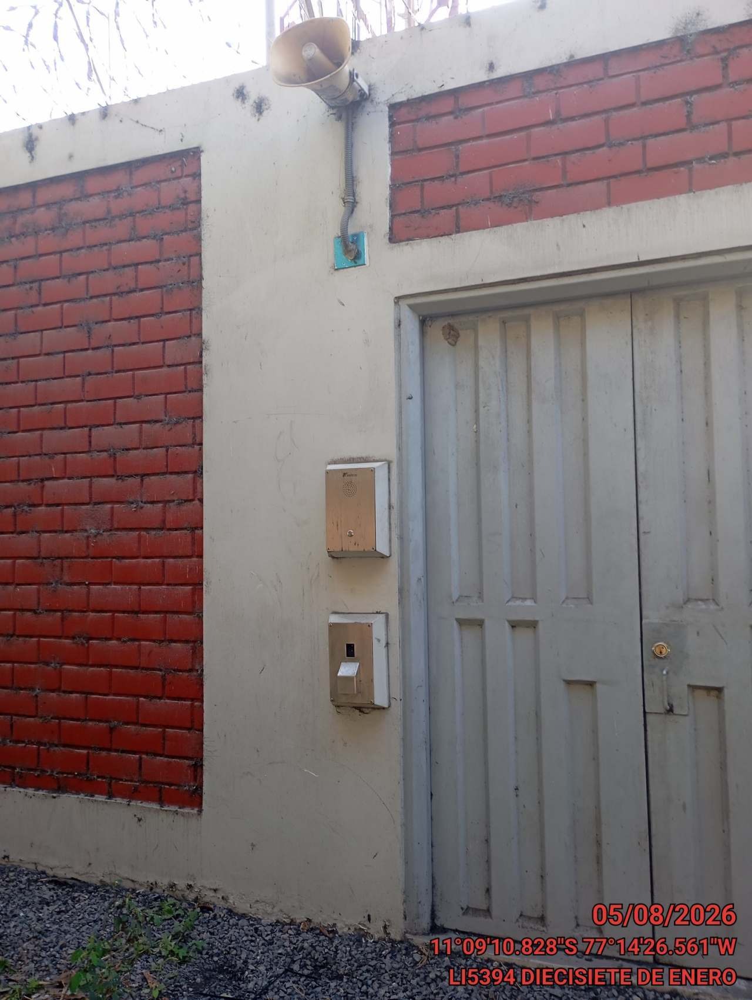 05/08/2026
11°09'10.828"S 77°14'26.561"W
LI5394 DIECISIETE DE ENERO